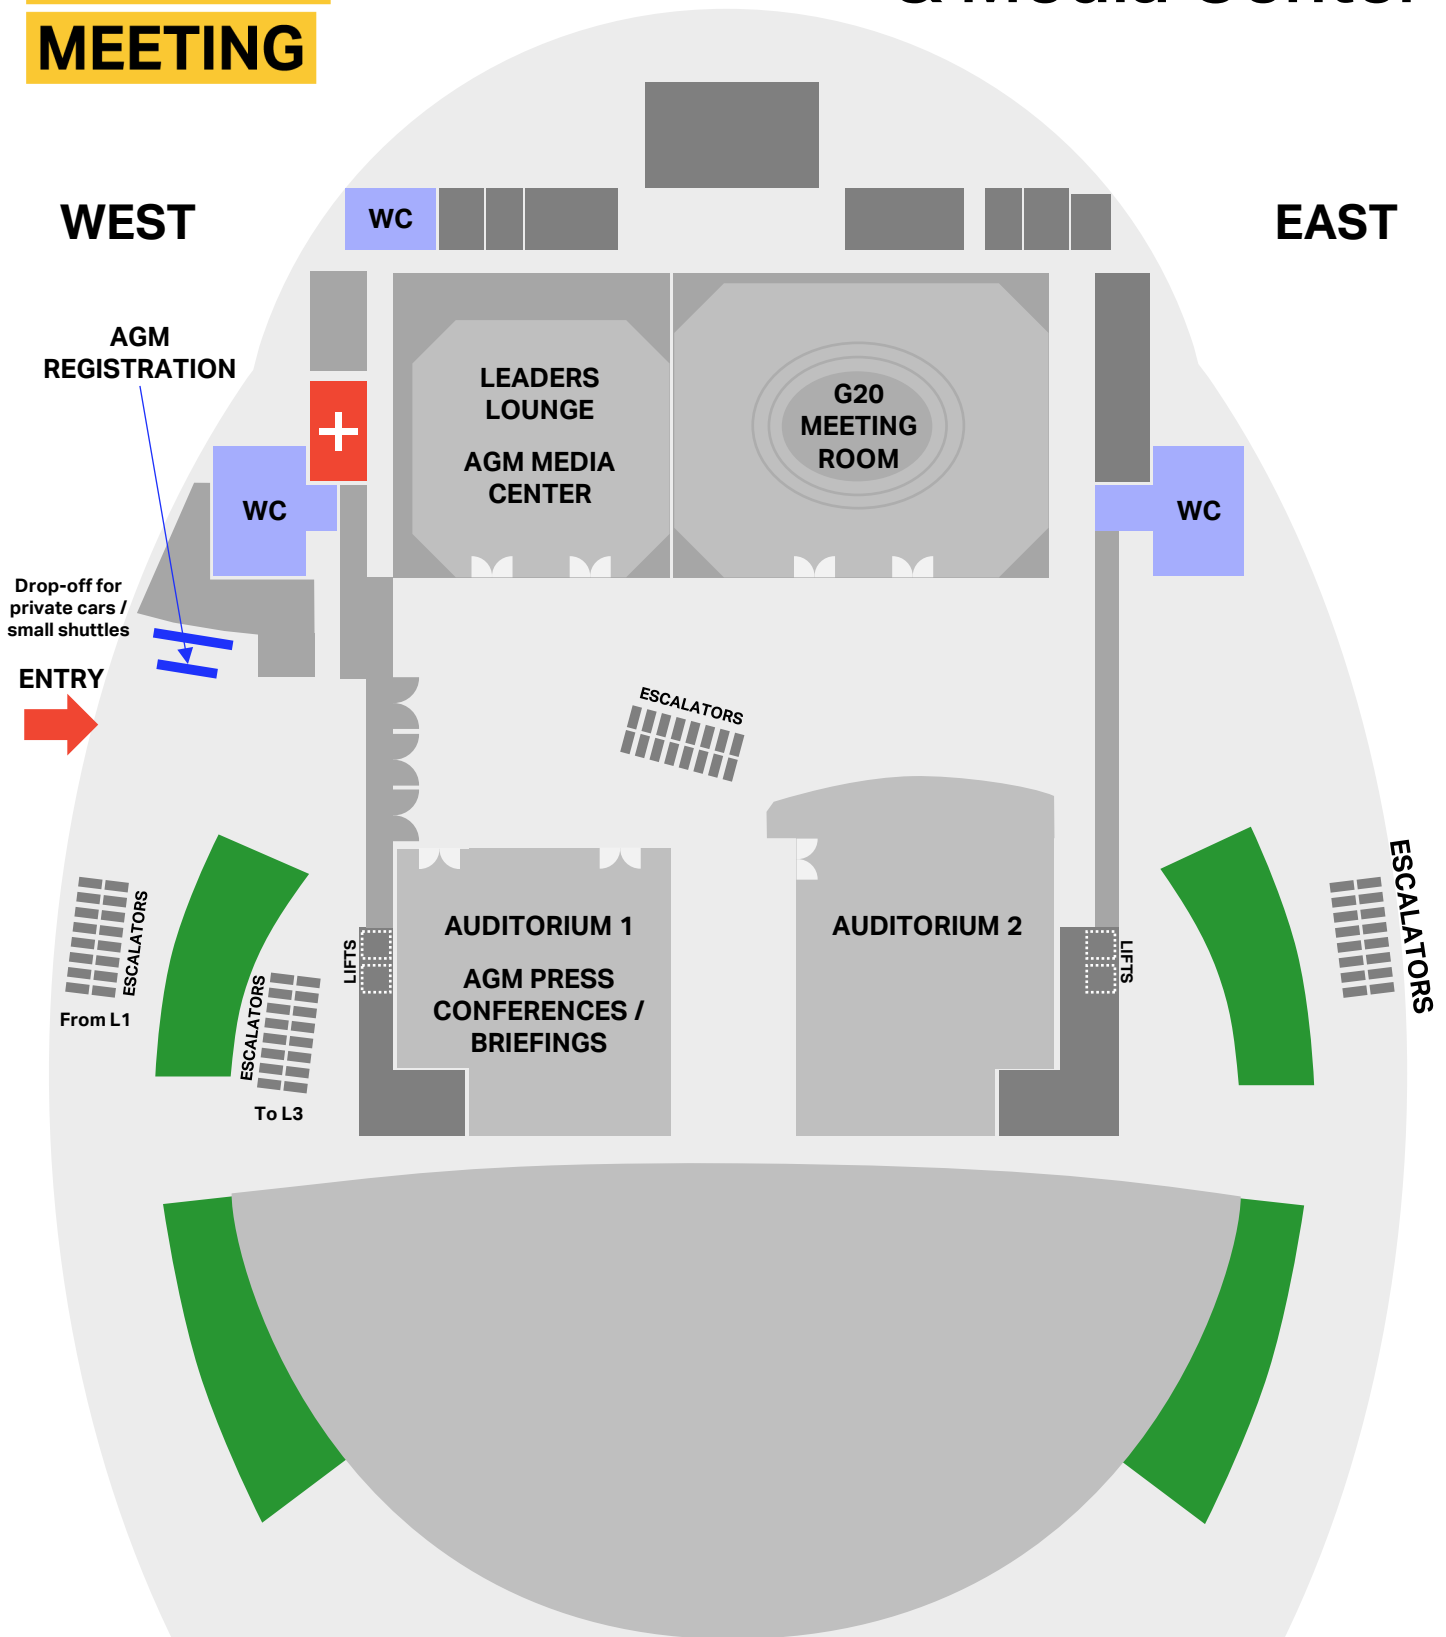 & Media Center
MEETING
WC
WEST
EAST
AGM
REGISTRATION
LEADERS
LOUNGE
AGM MEDIA
CENTER
G20
MEETING
ROOM
WC
WC
Drop-off for
private cars /
small shuttles
ENTRY
ESCALATORS
ESCALATORS
From L1
ESCALATORS
To L3
LIFTS
AUDITORIUM 1
AGM PRESS
CONFERENCES /
BRIEFINGS
AUDITORIUM 2
LIFTS
ESCALATORS